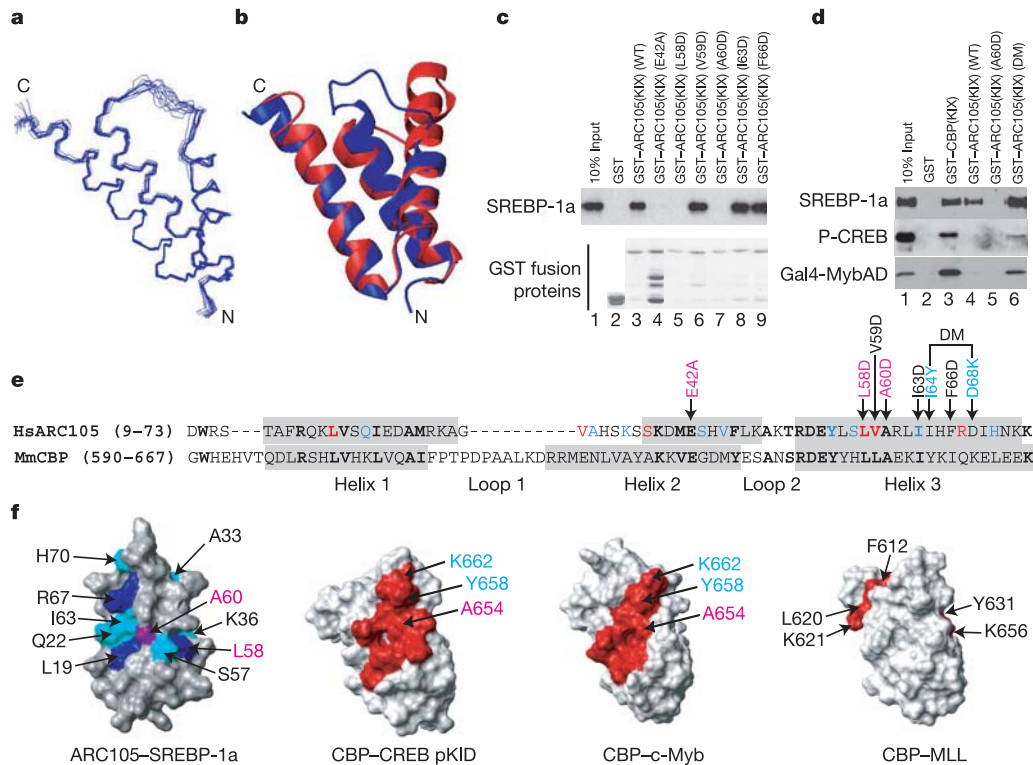 a
b
c
d
C
N
C
N
10% Input
GST
GST–ARC105(KIX) (WT)
GST–ARC105(KIX) (E42A)
GST–ARC105(KIX) (L58D)
GST–ARC105(KIX) (V59D)
GST–ARC105(KIX) (A60D)
GST–ARC105(KIX) (I63D)
GST–ARC105(KIX) (F66D)
SREBP-1a
GST fusion
proteins
1 2 3 4 5 6 7 8 9
10% Input
GST
GST–CBP(KIX)
GST–ARC105(KIX) (WT)
GST–ARC105(KIX) (A60D)
GST–ARC105(KIX) (DM)
SREBP-1a
P-CREB
Gal4-MybAD
1 2 3 4 5 6
e
E42A
L58D
V59D
A60D
I63D
I64Y
DM
F66D
D68K
HsARC105 (9–73) DWRS- ---TAFRQKLVSQIEDAMRKAG- - - - - - - - - -VAHSKSSKDMESHVFLKAKTRDEYLSLVARLIIHFRDIHNKK
MmCBP (590-667) GWHEHVTQDLRSHLVHKLVQAIFPTPDPAALKDRRMENLVAYAKKVEGDMYESANSRDEYYHLLAEKIYKIQKELEEK
Helix 1 Loop 1 Helix 2 Loop 2 Helix 3
f
H70
A33
R67
A60
I63
K36
Q22
L58
L19
S57
ARC105–SREBP-1a
K662
Y658
A654
CBP–CREB pKID
K662
Y658
A654
CBP–c-Myb
F612
L620
K621
Y631
K656
CBP–MLL